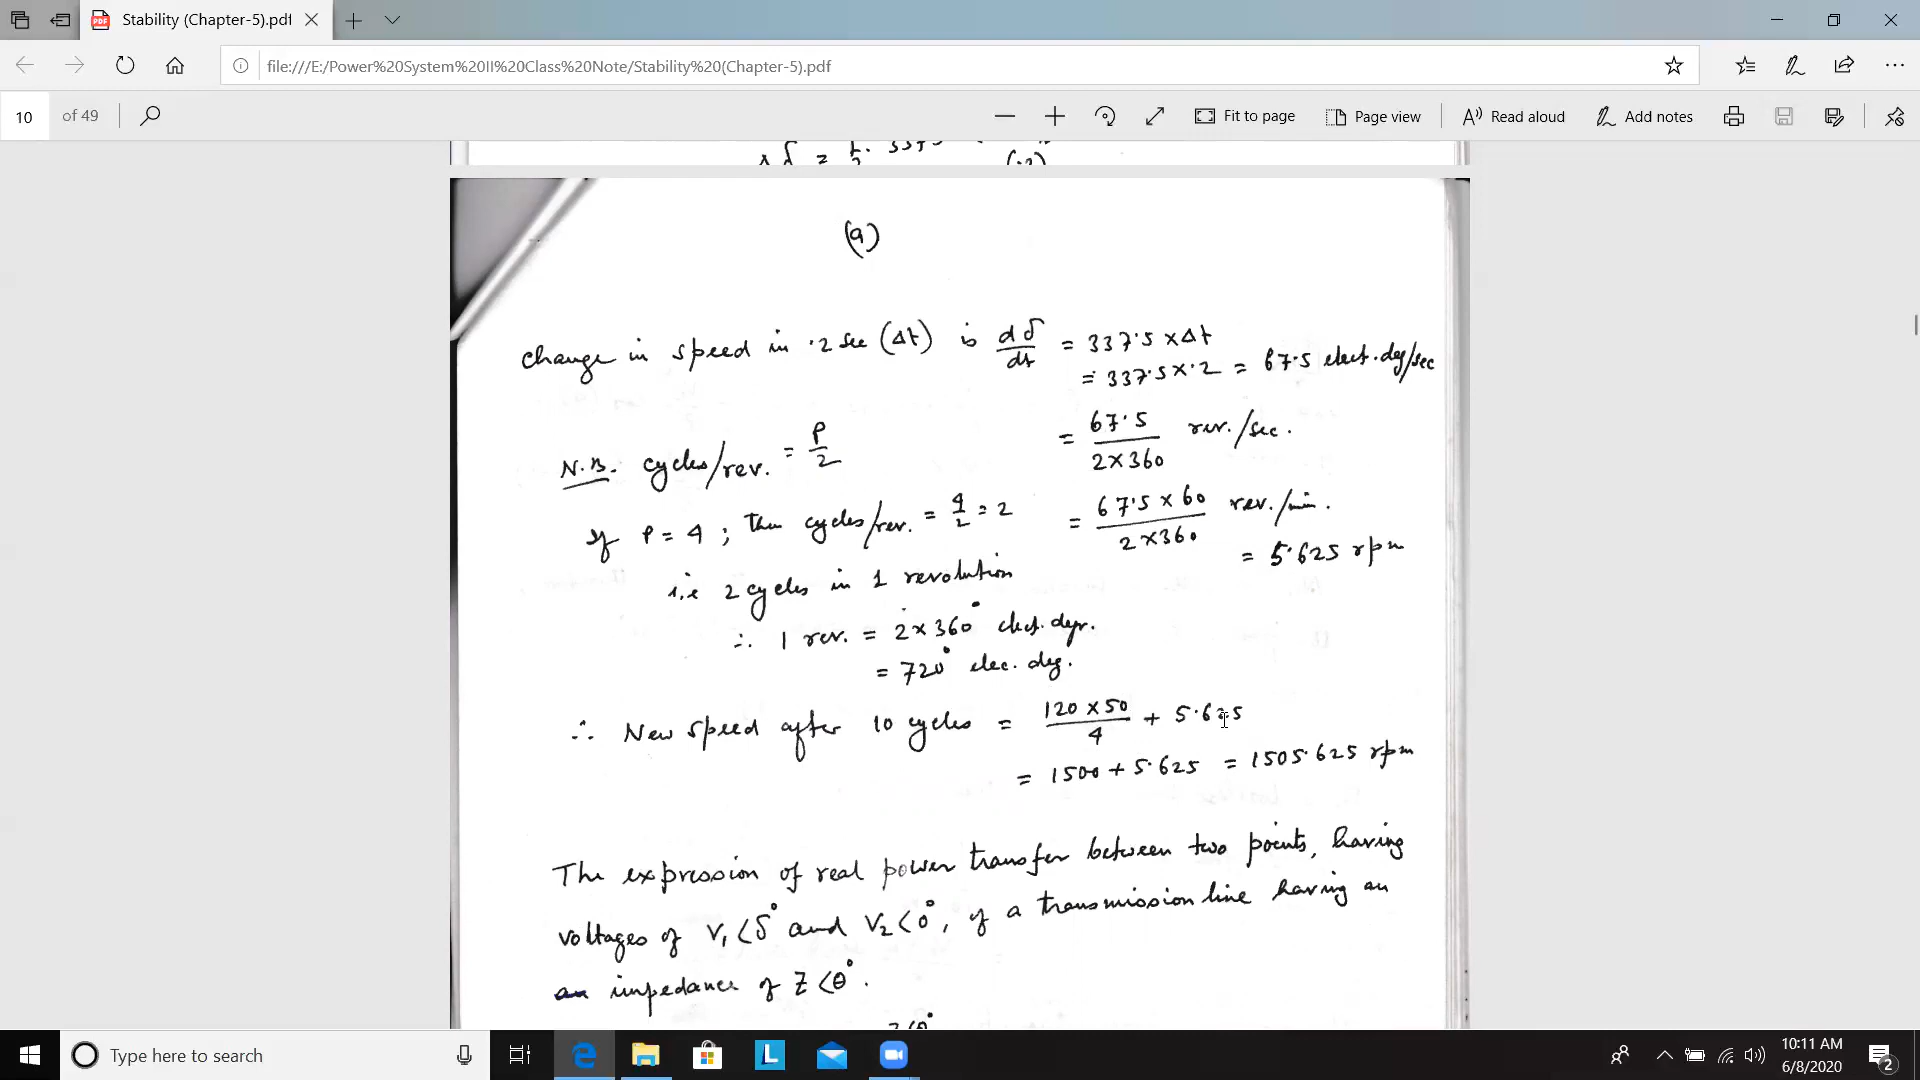 Stability (Chapter-5).pdf
file:///E:/Power%20System%20II%20Class%20Note/Stability%20(Chapter-5).pdf
10 of 49
Fit to page
Page view
Read aloud
Add notes
(9)
change in speed in .2 sec (Δt) is dδ/dt = 337.5 × Δt
= 337.5 × .2 = 67.5 elect. deg/sec
= 67.5 / 2×360 rev./sec.
N.B. cycles/rev. = P/2
= 67.5 × 60 / 2×360 rev./min.
If P = 4 ; then cycles/rev. = 4/2 = 2
= 5.625 rpm
i.e 2 cycles in 1 revolution
∴ 1 rev. = 2×360° elect. degr.
= 720° elec. deg.
∴ New speed after 10 cycles = 120 × 50 / 4 + 5.625
= 1500 + 5.625 = 1505.625 rpm
The expression of real power transfer between two points, having
voltages of V₁<δ° and V₂<0°, of a transmission line having an
impedance of Z<θ°.
Type here to search
10:11 AM
6/8/2020
2